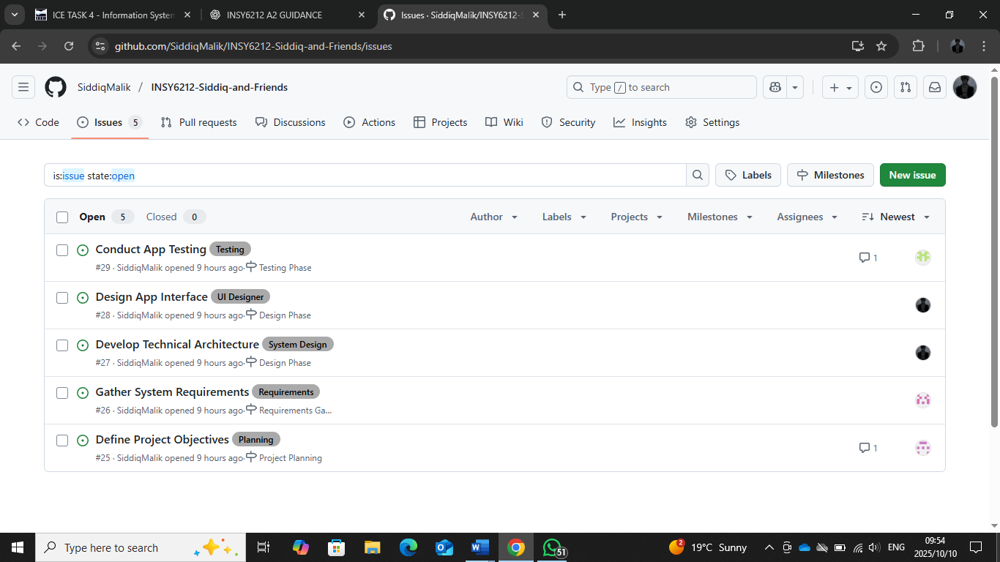 ICE TASK 4 - Information System
INSY6212 A2 GUIDANCE
Issues · SiddiqMalik/INSY6212-S
github.com/SiddiqMalik/INSY6212-Siddiq-and-Friends/issues
SiddiqMalik / INSY6212-Siddiq-and-Friends
Type / to search
Code
Issues 5
Pull requests
Discussions
Actions
Projects
Wiki
Security
Insights
Settings
is:issue state:open
Labels
Milestones
New issue
Open 5
Closed 0
Author
Labels
Projects
Milestones
Assignees
Newest
Conduct App Testing Testing
#29 · SiddiqMalik opened 9 hours ago· Testing Phase
1
Design App Interface UI Designer
#28 · SiddiqMalik opened 9 hours ago· Design Phase
Develop Technical Architecture System Design
#27 · SiddiqMalik opened 9 hours ago· Design Phase
Gather System Requirements Requirements
#26 · SiddiqMalik opened 9 hours ago· Requirements Ga...
Define Project Objectives Planning
#25 · SiddiqMalik opened 9 hours ago· Project Planning
1
Type here to search
51
2
19°C Sunny
ENG
09:54
2025/10/10